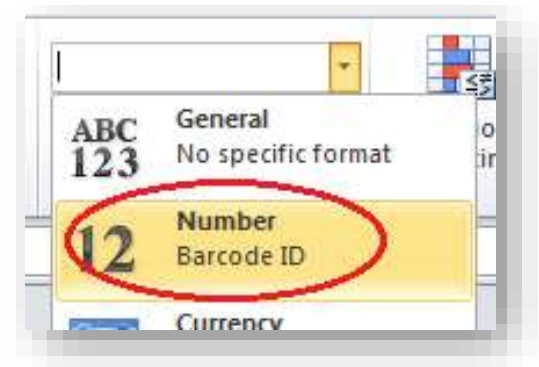 ABC
123
General
No specific format
12
Number
Barcode ID
Currency